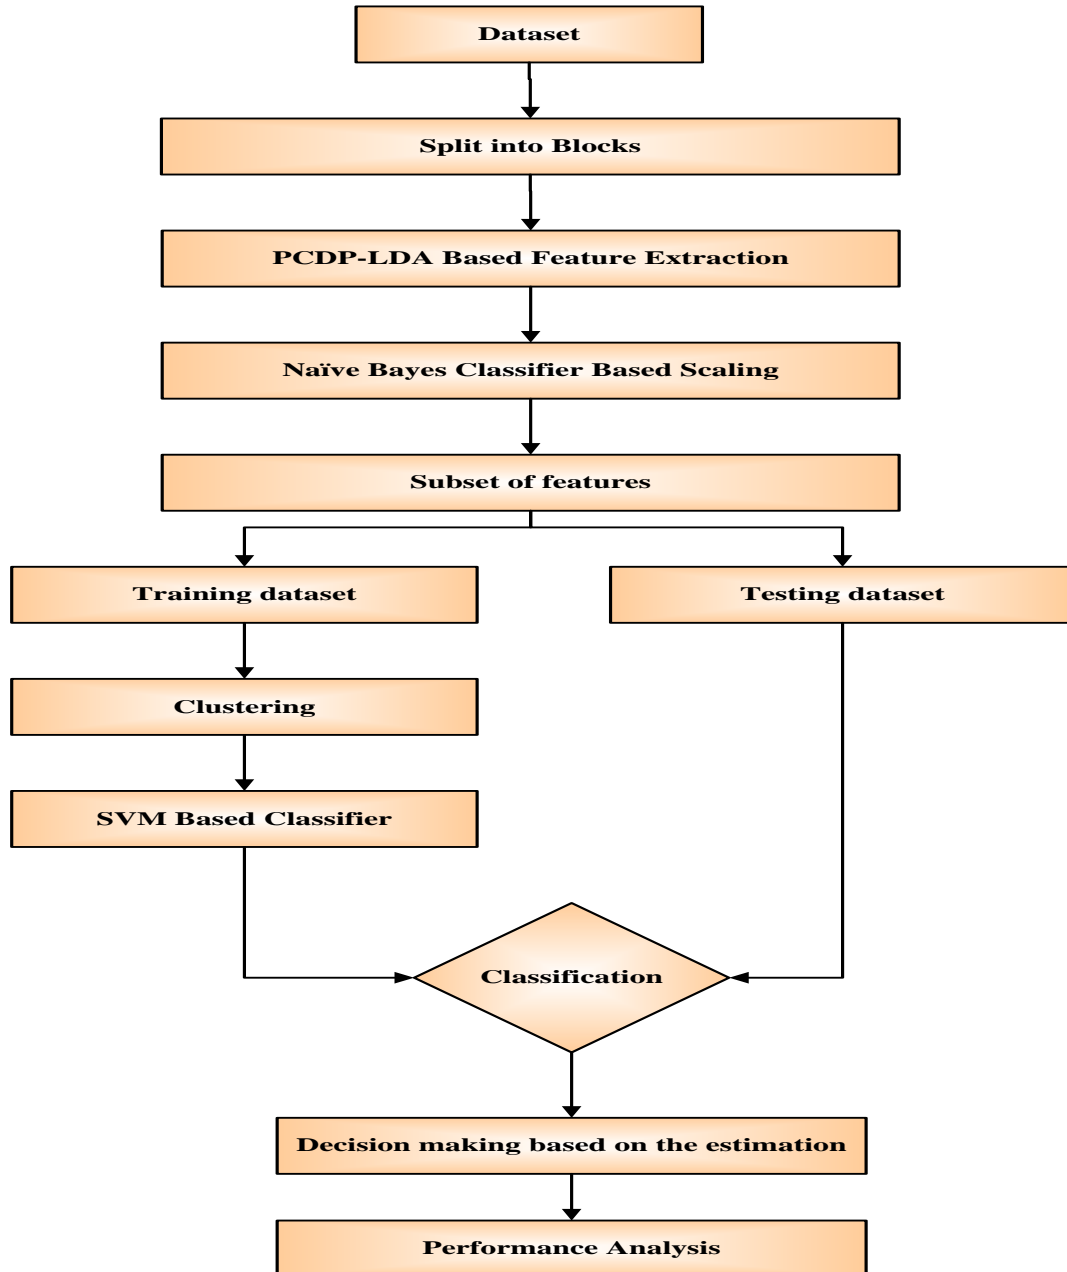 Dataset
Split into Blocks
PCDP-LDA Based Feature Extraction
Naïve Bayes Classifier Based Scaling
Subset of features
Training dataset
Testing dataset
Clustering
SVM Based Classifier
Classification
Decision making based on the estimation
Performance Analysis